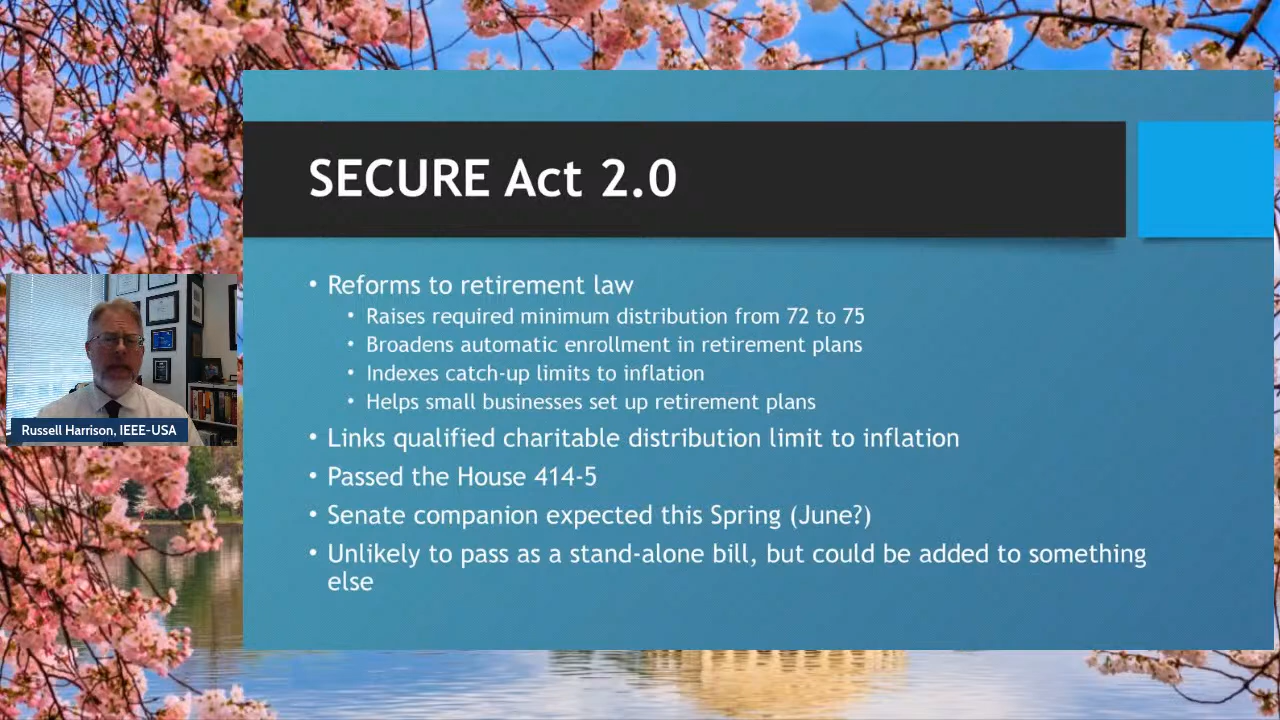 SECURE Act 2.0
• Reforms to retirement law
• Raises required minimum distribution from 72 to 75
• Broadens automatic enrollment in retirement plans
• Indexes catch-up limits to inflation
• Helps small businesses set up retirement plans
• Links qualified charitable distribution limit to inflation
• Passed the House 414-5
• Senate companion expected this Spring (June?)
• Unlikely to pass as a stand-alone bill, but could be added to something
else
Russell Harrison, IEEE-USA